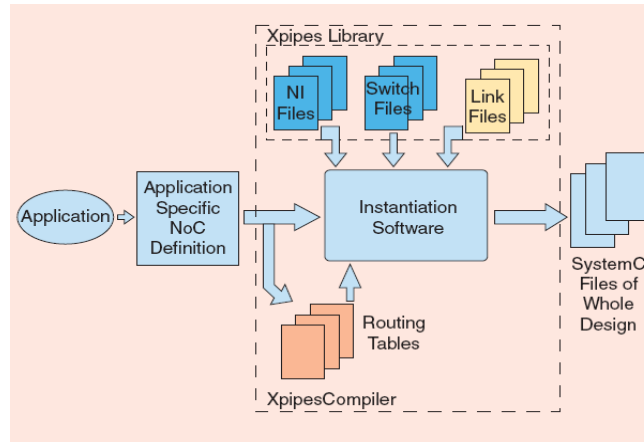 Xpipes Library
NI
Files
Switch
Files
Link
Files
Application
Application
Specific
NoC
Definition
Instantiation
Software
SystemC
Files of
Whole
Design
Routing
Tables
XpipesCompiler